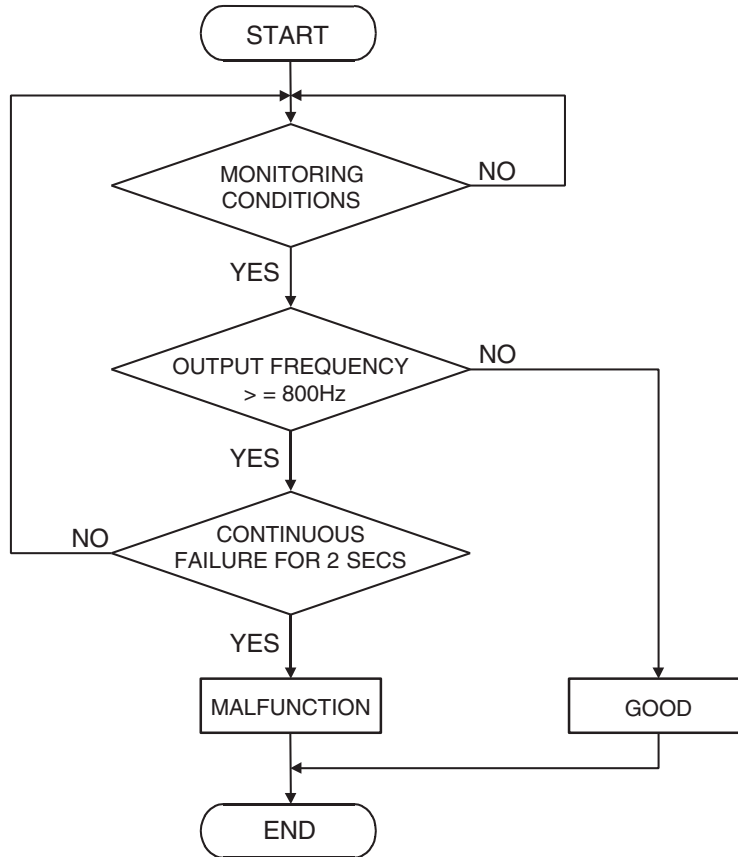 START
MONITORING
CONDITIONS
NO
YES
OUTPUT FREQUENCY
> = 800Hz
NO
YES
CONTINUOUS
FAILURE FOR 2 SECS
NO
YES
MALFUNCTION
GOOD
END